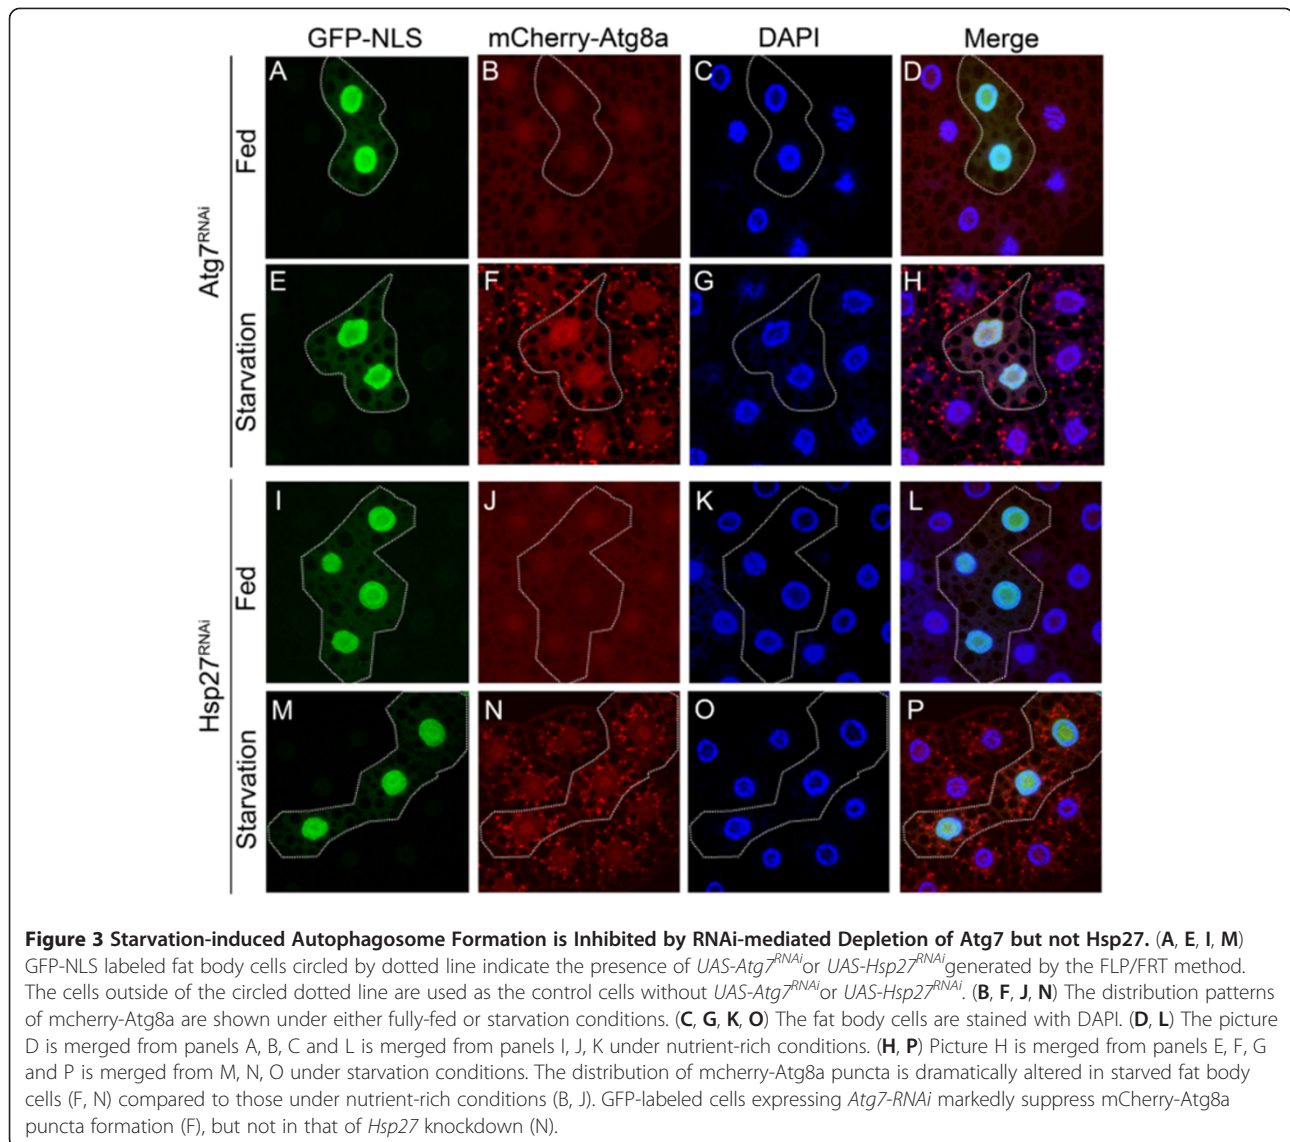 GFP-NLS mCherry-Atg8a DAPI Merge
A B C D
Fed
Atg7RNAi
E F G H
Starvation
I J K L
Fed
Hsp27RNAi
M N O P
Starvation
Figure 3 Starvation-induced Autophagosome Formation is Inhibited by RNAi-mediated Depletion of Atg7 but not Hsp27. (A, E, I, M)
GFP-NLS labeled fat body cells circled by dotted line indicate the presence of UAS-Atg7RNAi or UAS-Hsp27RNAi generated by the FLP/FRT method.
The cells outside of the circled dotted line are used as the control cells without UAS-Atg7RNAi or UAS-Hsp27RNAi. (B, F, J, N) The distribution patterns
of mcherry-Atg8a are shown under either fully-fed or starvation conditions. (C, G, K, O) The fat body cells are stained with DAPI. (D, L) The picture
D is merged from panels A, B, C and L is merged from panels I, J, K under nutrient-rich conditions. (H, P) Picture H is merged from panels E, F, G
and P is merged from M, N, O under starvation conditions. The distribution of mcherry-Atg8a puncta is dramatically altered in starved fat body
cells (F, N) compared to those under nutrient-rich conditions (B, J). GFP-labeled cells expressing Atg7-RNAi markedly suppress mCherry-Atg8a
puncta formation (F), but not in that of Hsp27 knockdown (N).